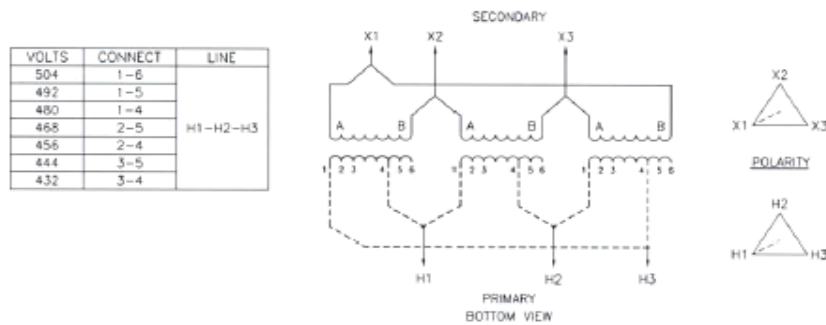 SECONDARY
X1 X2 X3
VOLTS CONNECT LINE
504 1-6
492 1-5
480 1-4
468 2-5 H1-H2-H3
456 2-4
444 3-5
432 3-4
A B A B A B
1 2 3 4 5 6 1 2 3 4 5 6 1 2 3 4 5 6
H1 H2 H3
PRIMARY
BOTTOM VIEW
X2
X1 X3
POLARITY
H2
H1 H3